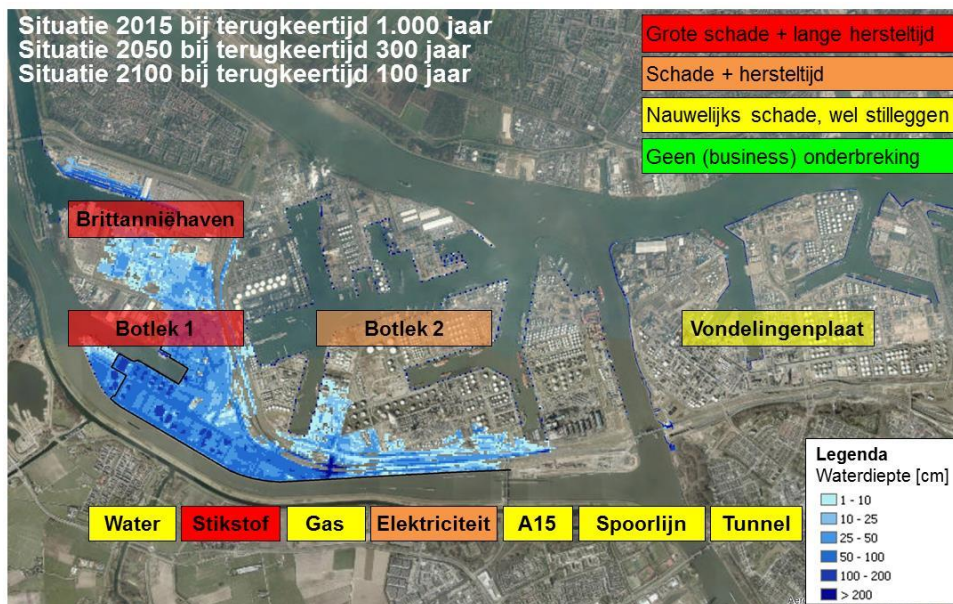 Situatie 2015 bij terugkeertijd 1.000 jaar
Situatie 2050 bij terugkeertijd 300 jaar
Situatie 2100 bij terugkeertijd 100 jaar
Grote schade + lange hersteltijd
Schade + hersteltijd
Nauwelijks schade, wel stilleggen
Geen (business) onderbreking
Brittanniëhaven
Botlek 1
Botlek 2
Vondelingenplaat
Water
Stikstof
Gas
Elektriciteit
A15
Spoorlijn
Tunnel
Legenda
Waterdiepte [cm]
1 - 10
10 - 25
25 - 50
50 - 100
100 - 200
> 200